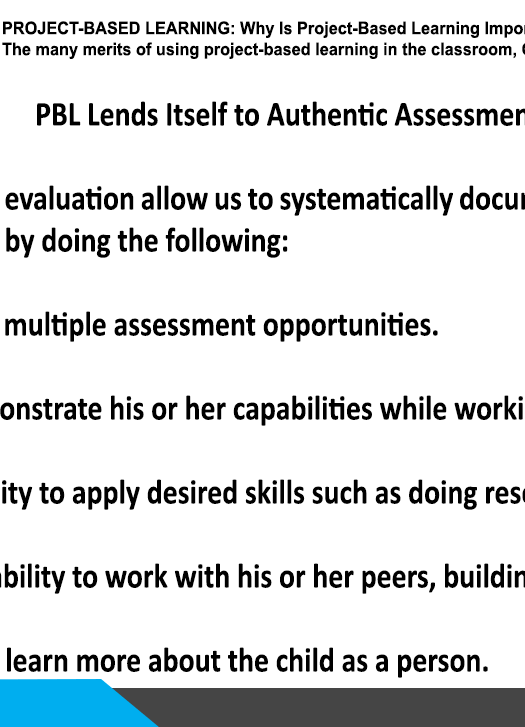 PROJECT-BASED LEARNING: Why Is Project-Based Learning Impor
The many merits of using project-based learning in the classroom,
PBL Lends Itself to Authentic Assessmen
evaluation allow us to systematically docu
by doing the following:
multiple assessment opportunities.
onstrate his or her capabilities while worki
ity to apply desired skills such as doing res
ability to work with his or her peers, buildin
learn more about the child as a person.